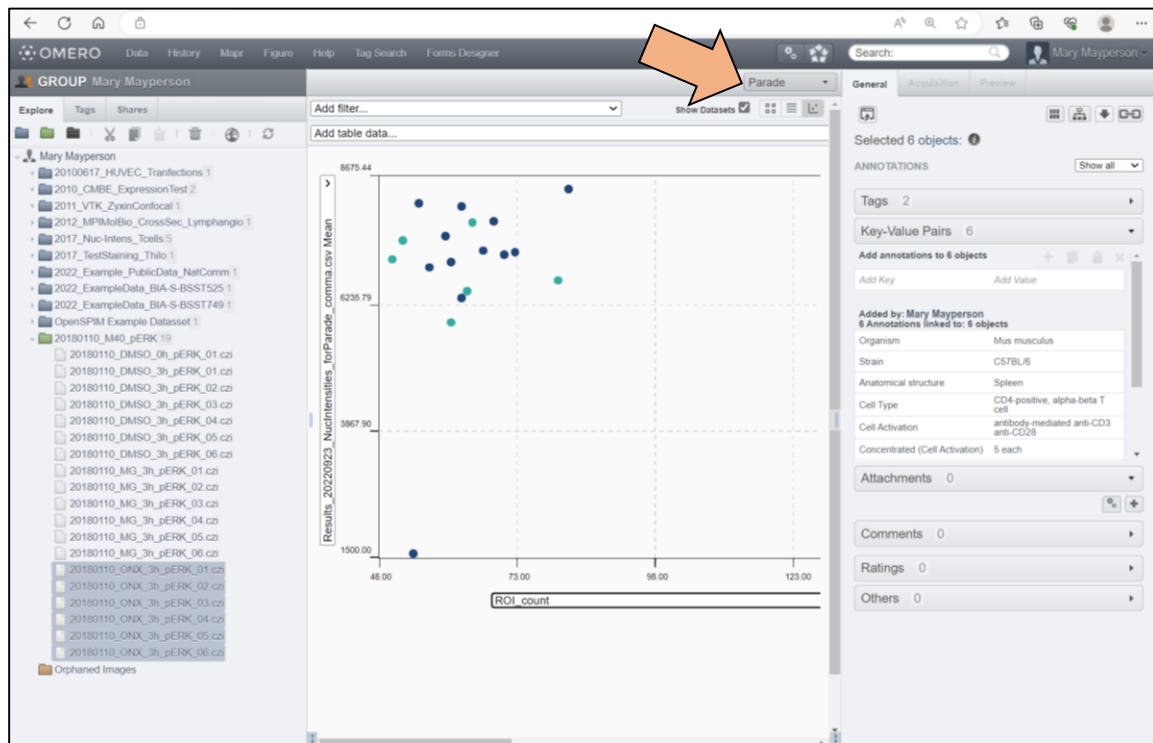 OMERO Data History Mapr Figure Help Tag Search Forms Designer Search: Mary Mayperson
GROUP Mary Mayperson
Explore Tags Shares
Mary Mayperson
20100617_HUVEC_Tranfections 1
2010_CMBE_ExpressionTest 2
2011_VTK_ZyxinConfocal 1
2012_MPIMolBio_CrossSec_Lymphangio 1
2017_Nuc-Intens_Tcells 5
2017_TestStaining_Thilo 1
2022_Example_PublicData_NatComm 1
2022_ExampleData_BIA-S-BSST525 1
2022_ExampleData_BIA-S-BSST749 1
OpenSPIM Example Datasset 1
20180110_M40_pERK 19
20180110_DMSO_0h_pERK_01.czi
20180110_DMSO_3h_pERK_01.czi
20180110_DMSO_3h_pERK_02.czi
20180110_DMSO_3h_pERK_03.czi
20180110_DMSO_3h_pERK_04.czi
20180110_DMSO_3h_pERK_05.czi
20180110_DMSO_3h_pERK_06.czi
20180110_MG_3h_pERK_01.czi
20180110_MG_3h_pERK_02.czi
20180110_MG_3h_pERK_03.czi
20180110_MG_3h_pERK_04.czi
20180110_MG_3h_pERK_05.czi
20180110_MG_3h_pERK_06.czi
20180110_ONX_3h_pERK_01.czi
20180110_ONX_3h_pERK_02.czi
20180110_ONX_3h_pERK_03.czi
20180110_ONX_3h_pERK_04.czi
20180110_ONX_3h_pERK_05.czi
20180110_ONX_3h_pERK_06.czi
Orphaned Images
Parade
Add filter... Show Datasets
Add table data...
Results_20220923_NucIntensities_forParade_comma.csv Mean
8675.44
6235.79
3867.90
1500.00
48.00 73.00 98.00 123.00
ROI_count
General Acquisition Preview
Selected 6 objects:
ANNOTATIONS Show all
Tags 2
Key-Value Pairs 6
Add annotations to 6 objects
Add Key Add Value
Added by: Mary Mayperson
6 Annotations linked to: 6 objects
Organism Mus musculus
Strain C57BL/6
Anatomical structure Spleen
Cell Type CD4-positive, alpha-beta T
cell
Cell Activation antibody-mediated anti-CD3
anti-CD28
Concentrated (Cell Activation) 5 each
Attachments 0
Comments 0
Ratings 0
Others 0